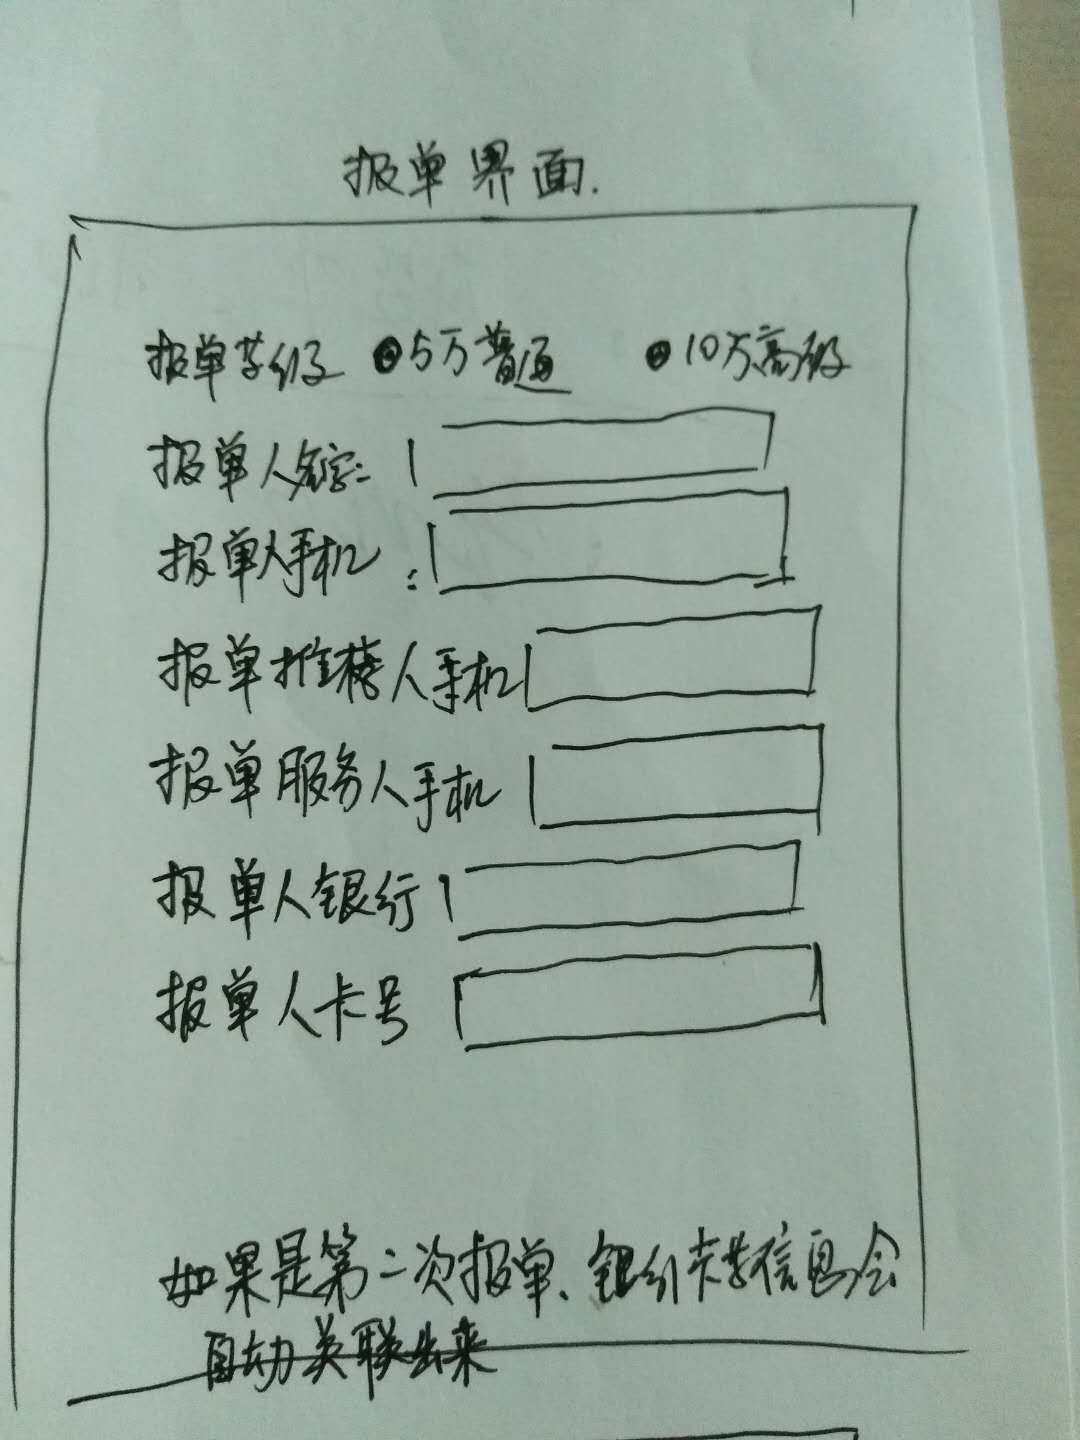 报单界面.
报单等级 5万普通 10万高级
报单人名字:
报单人手机:
报单推荐人手机
报单服务人手机
报单人银行
报单人卡号
如果是第二次报单、银行卡等信息会
自动关联出来